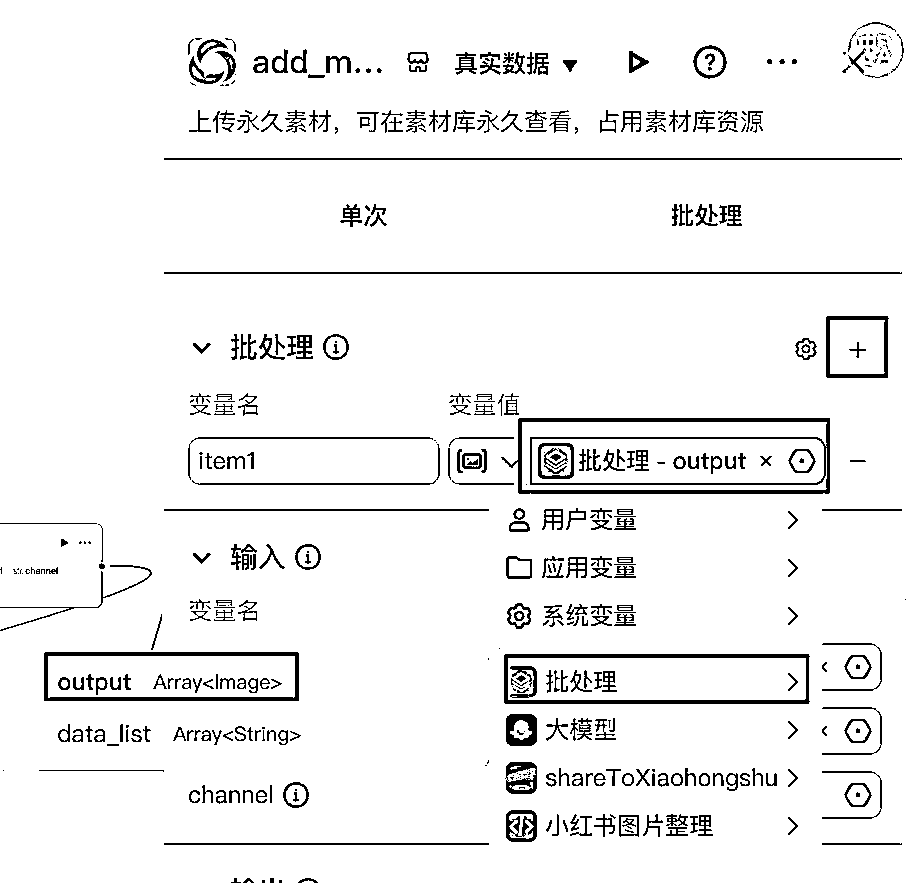 add_m... 真实数据
上传永久素材，可在素材库永久查看，占用素材库资源
单次 批处理
批处理
变量名 变量值
item1 批处理 - output
用户变量
str.channel
输入 应用变量
变量名 系统变量
output Array<Image> 批处理
data_list Array<String> 大模型
shareToXiaohongshu
channel
小红书图片整理